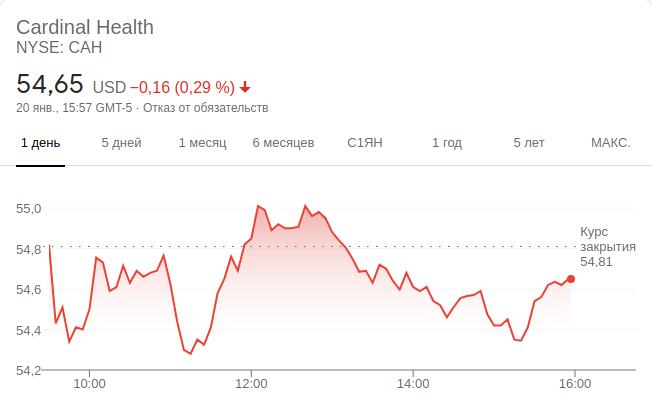 Cardinal Health
NYSE: CAH
54,65 USD −0,16 (0,29 %)
20 янв., 15:57 GMT-5 · Отказ от обязательств
1 день 5 дней 1 месяц 6 месяцев С1ЯН 1 год 5 лет МАКС.
55,0
54,8
54,6
54,4
54,2
Курс
закрытия
54,81
10:00 12:00 14:00 16:00